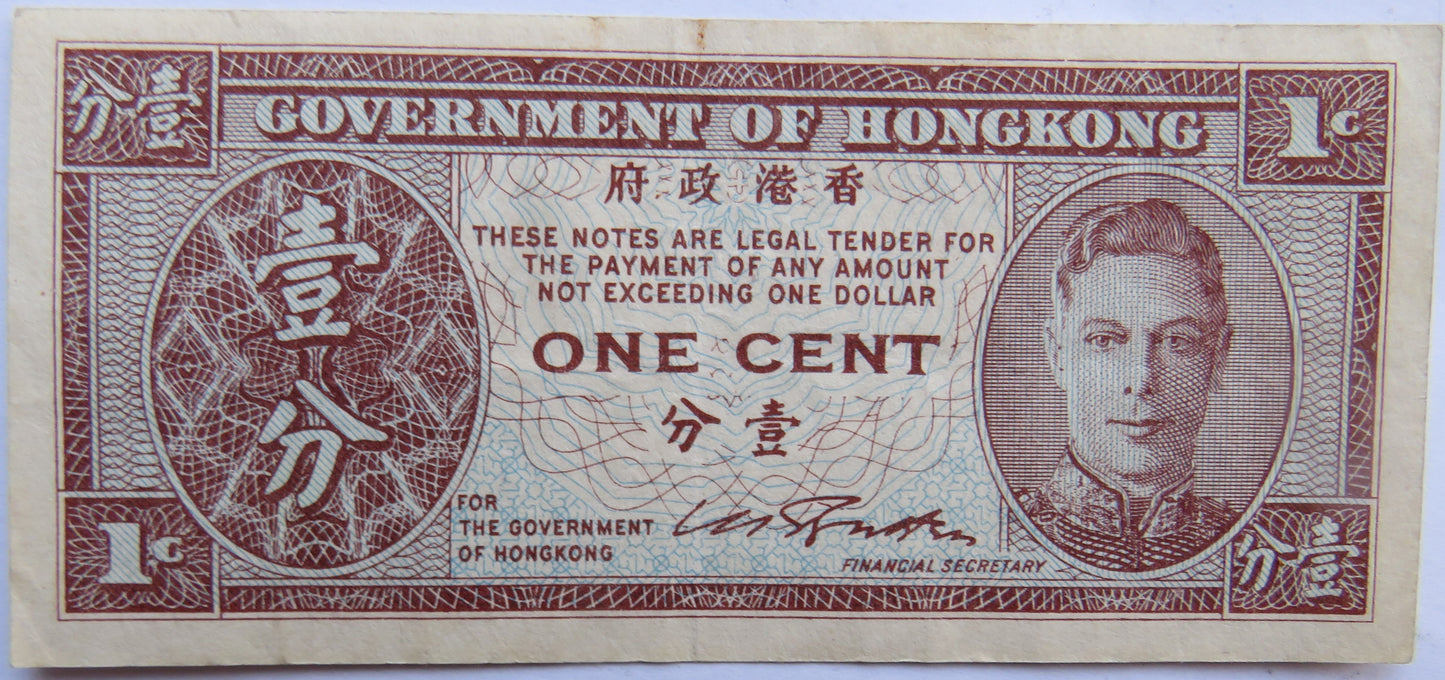 分壹
GOVERNMENT OF HONGKONG
1C
府政港香
THESE NOTES ARE LEGAL TENDER FOR
THE PAYMENT OF ANY AMOUNT
NOT EXCEEDING ONE DOLLAR
ONE CENT
分壹
壹
分
FOR
THE GOVERNMENT
OF HONGKONG
FINANCIAL SECRETARY
1C
分壹